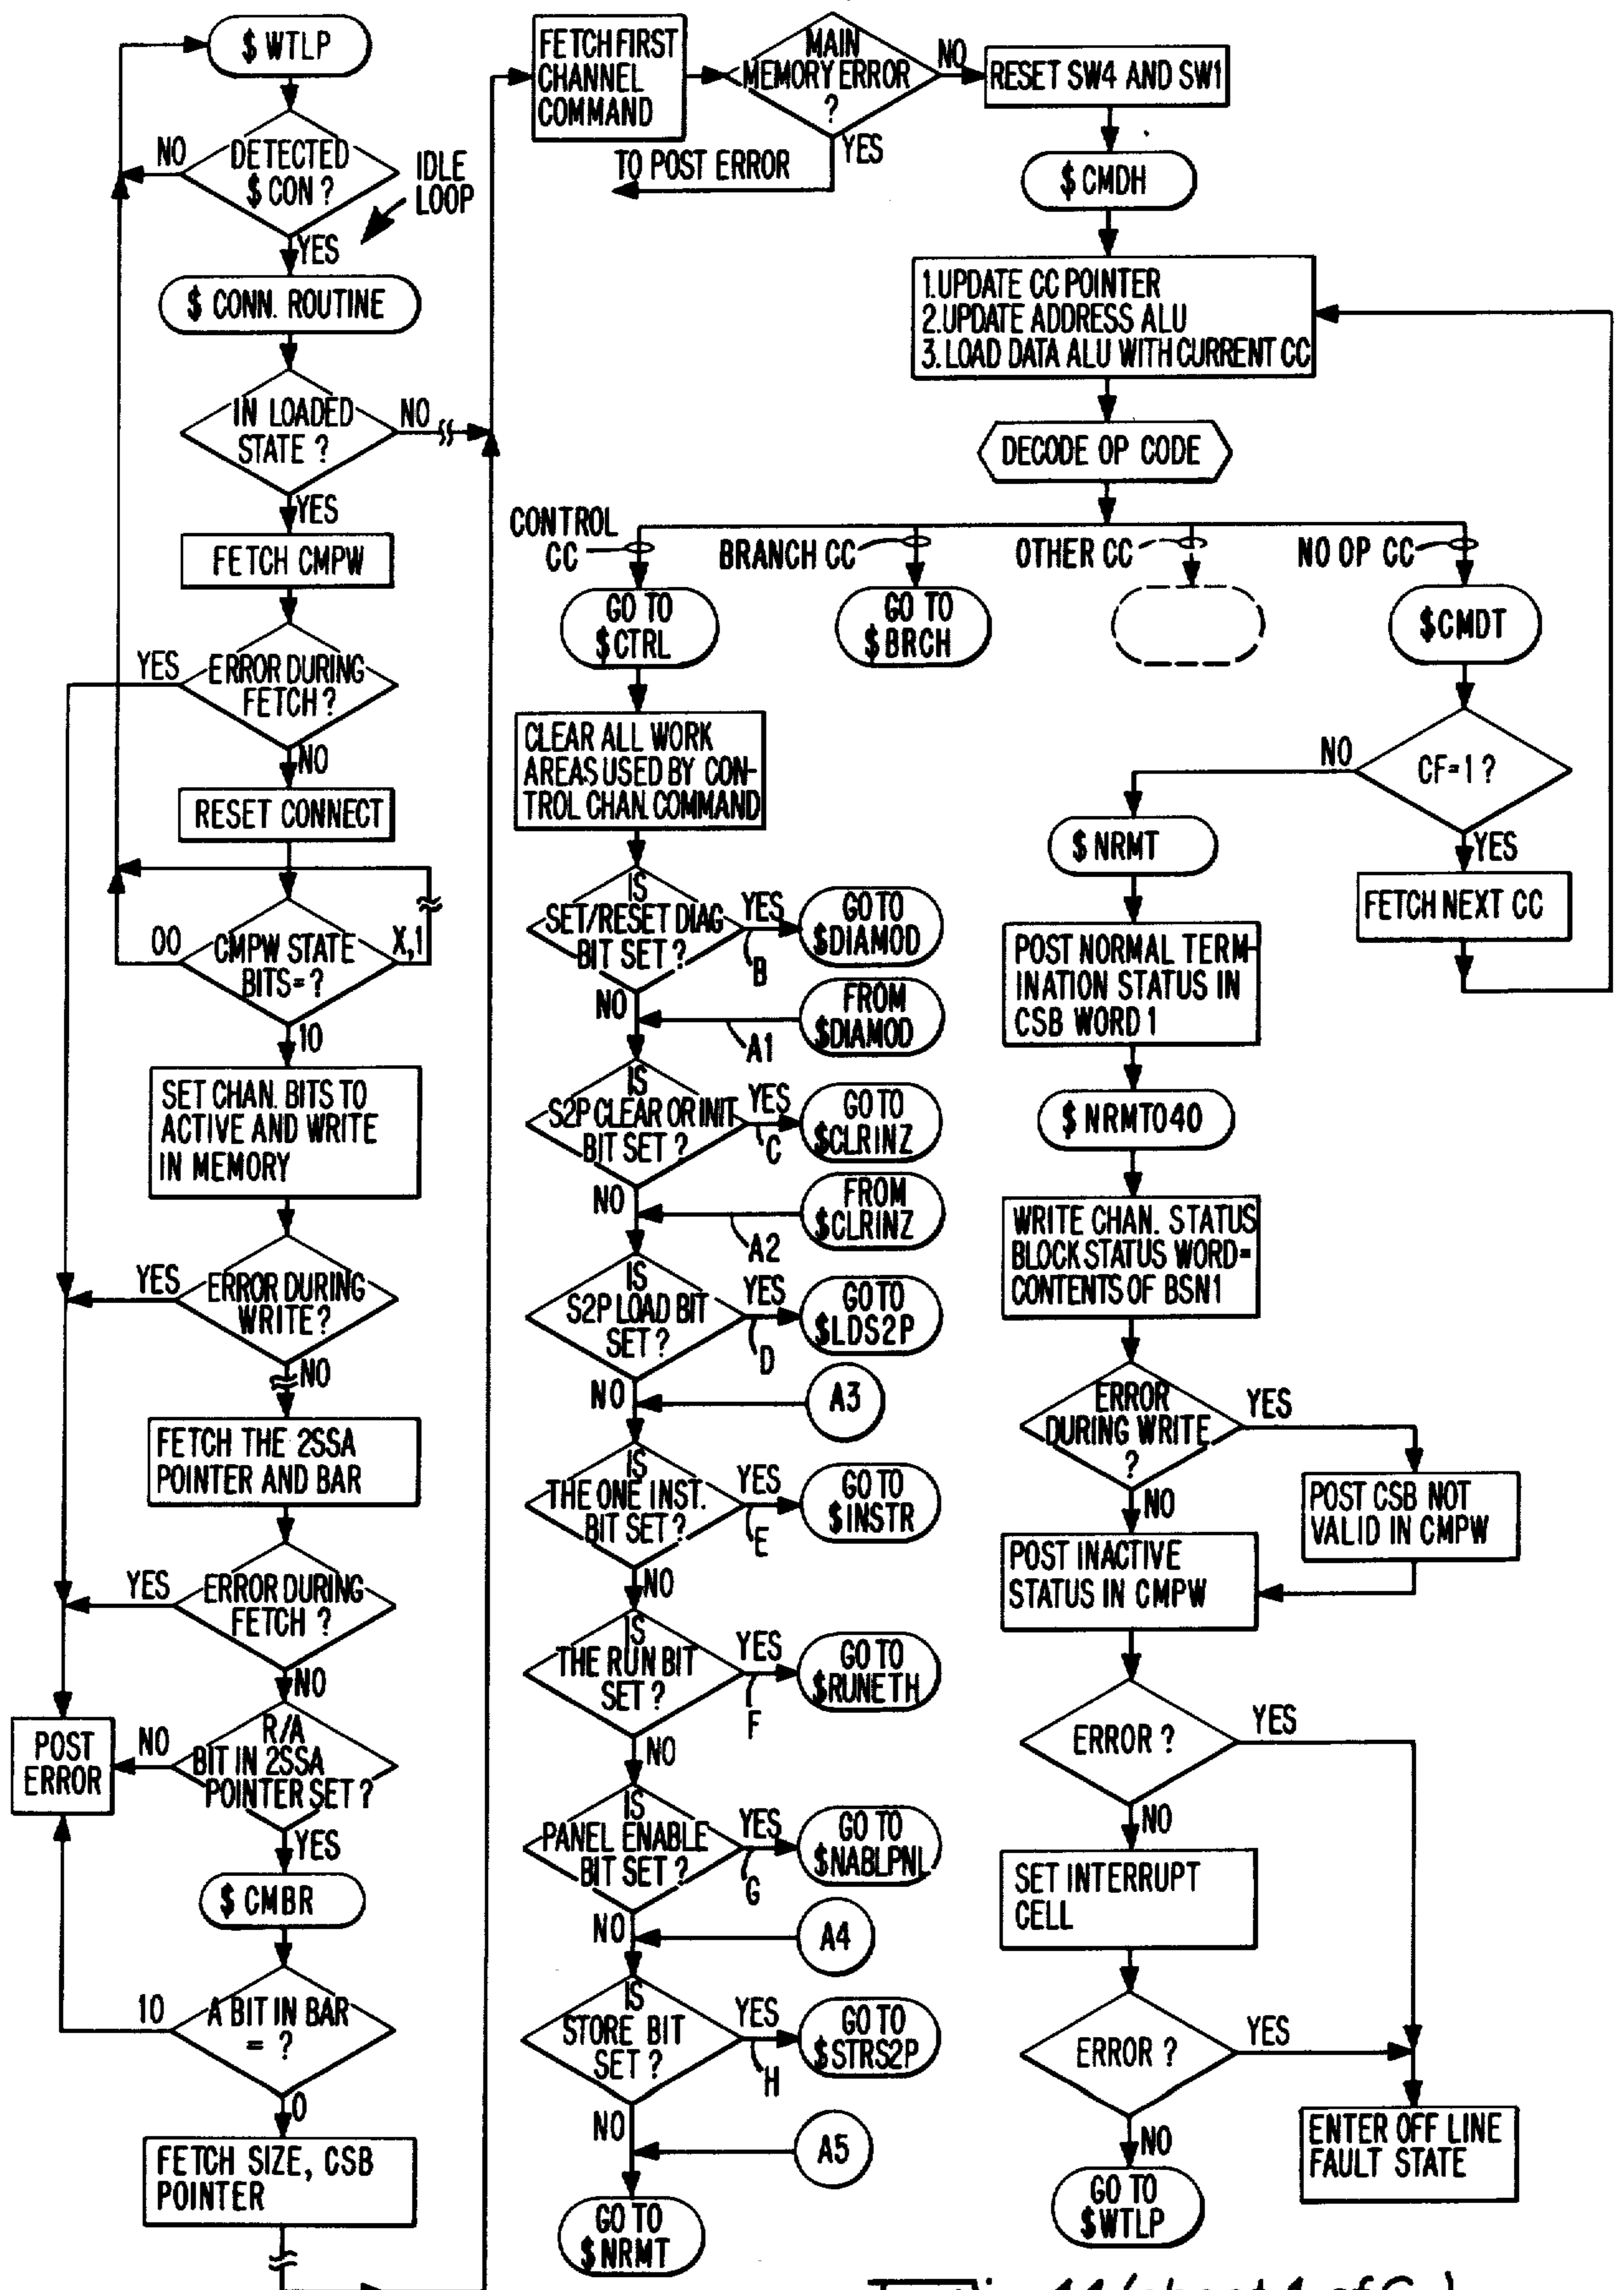 $ WTLP
DETECTED
$ CON ?
NO
YES
IDLE
LOOP
$ CONN. ROUTINE
IN LOADED
STATE ?
NO
YES
FETCH CMPW
ERROR DURING
FETCH ?
YES
NO
RESET CONNECT
CMPW STATE
BITS= ?
00
X,1
10
SET CHAN. BITS TO
ACTIVE AND WRITE
IN MEMORY
ERROR DURING
WRITE?
YES
NO
FETCH THE 2SSA
POINTER AND BAR
ERROR DURING
FETCH ?
YES
NO
R/A
BIT IN 2SSA
POINTER SET ?
NO
YES
POST
ERROR
$ CMBR
A BIT IN BAR
= ?
10
0
FETCH SIZE, CSB
POINTER
FETCH FIRST
CHANNEL
COMMAND
MAIN
MEMORY ERROR
?
NO
YES
TO POST ERROR
RESET SW4 AND SW1
$ CMDH
1. UPDATE CC POINTER
2. UPDATE ADDRESS ALU
3. LOAD DATA ALU WITH CURRENT CC
DECODE OP CODE
CONTROL
CC
BRANCH CC
OTHER CC
NO OP CC
GO TO
$CTRL
GO TO
$BRCH
$CMDT
CLEAR ALL WORK
AREAS USED BY CON-
TROL CHAN. COMMAND
IS
SET/RESET DIAG
BIT SET ?
YES
B
GO TO
$DIAMOD
NO
FROM
$DIAMOD
A1
IS
S2P CLEAR OR INIT
BIT SET ?
YES
C
GO TO
$CLRINZ
NO
FROM
$CLRINZ
A2
IS
S2P LOAD BIT
SET ?
YES
D
GO TO
$LDS2P
NO
A3
IS
THE ONE INST.
BIT SET ?
YES
E
GO TO
$INSTR
NO
IS
THE RUN BIT
SET ?
YES
F
GO TO
$RUNETH
NO
IS
PANEL ENABLE
BIT SET ?
YES
G
GO TO
$NABLPNL
NO
A4
IS
STORE BIT
SET ?
YES
H
GO TO
$STRS2P
NO
A5
GO TO
$NRMT
CF=1 ?
NO
YES
FETCH NEXT CC
$ NRMT
POST NORMAL TERM-
INATION STATUS IN
CSB WORD 1
$ NRMT040
WRITE CHAN. STATUS
BLOCK STATUS WORD=
CONTENTS OF BSN1
ERROR
DURING WRITE
?
YES
NO
POST CSB NOT
VALID IN CMPW
POST INACTIVE
STATUS IN CMPW
ERROR ?
YES
NO
SET INTERRUPT
CELL
ERROR ?
YES
NO
ENTER OFF LINE
FAULT STATE
GO TO
$WTLP